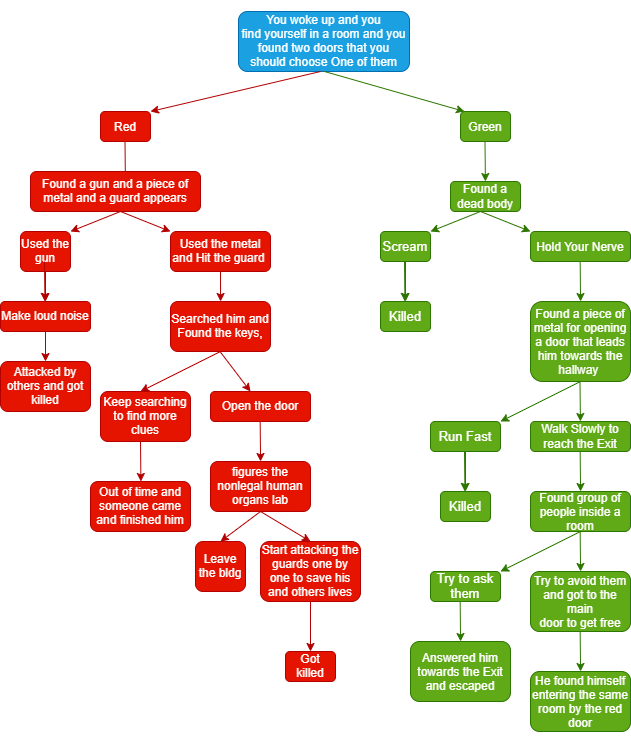 You woke up and you
find yourself in a room and you
found two doors that you
should choose One of them
Red
Green
Found a gun and a piece of
metal and a guard appears
Found a
dead body
Used the
gun
Used the metal
and Hit the guard
Scream
Hold Your Nerve
Make loud noise
Searched him and
Found the keys,
Killed
Found a piece of
metal for opening
a door that leads
him towards the
hallway
Attacked by
others and got
killed
Keep searching
to find more
clues
Open the door
Run Fast
Walk Slowly to
reach the Exit
Out of time and
someone came
and finished him
figures the
nonlegal human
organs lab
Killed
Found group of
people inside a
room
Leave
the bldg
Start attacking the
guards one by
one to save his
and others lives
Try to ask
them
Try to avoid them
and got to the
main
door to get free
Got
killed
Answered him
towards the Exit
and escaped
He found himself
entering the same
room by the red
door